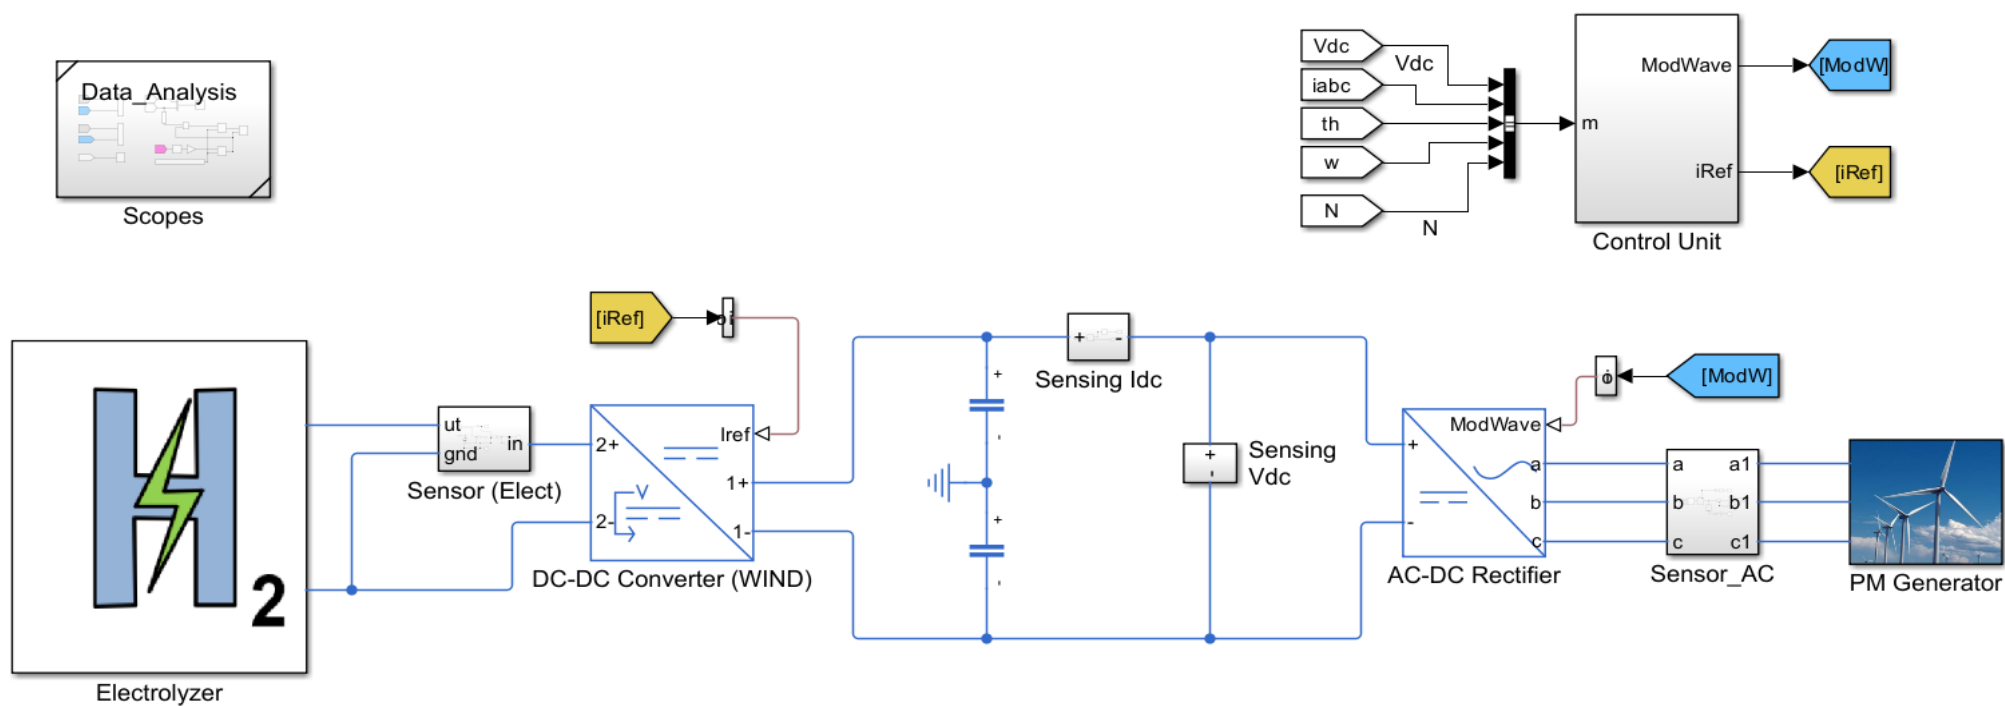 Data_Analysis
Scopes
Vdc
Vdc
iabc
th
w
N
N
m
ModWave
iRef
Control Unit
[ModW]
[iRef]
[iRef]
Electrolyzer
2
ut
in
gnd
Sensor (Elect)
2+
Iref
1+
V
2-
1-
DC-DC Converter (WIND)
+
-
+
-
+ -
Sensing Idc
+
-
Sensing
Vdc
[ModW]
ModWave
+
a
b
-
c
AC-DC Rectifier
a a1
b b1
c c1
Sensor_AC
PM Generator